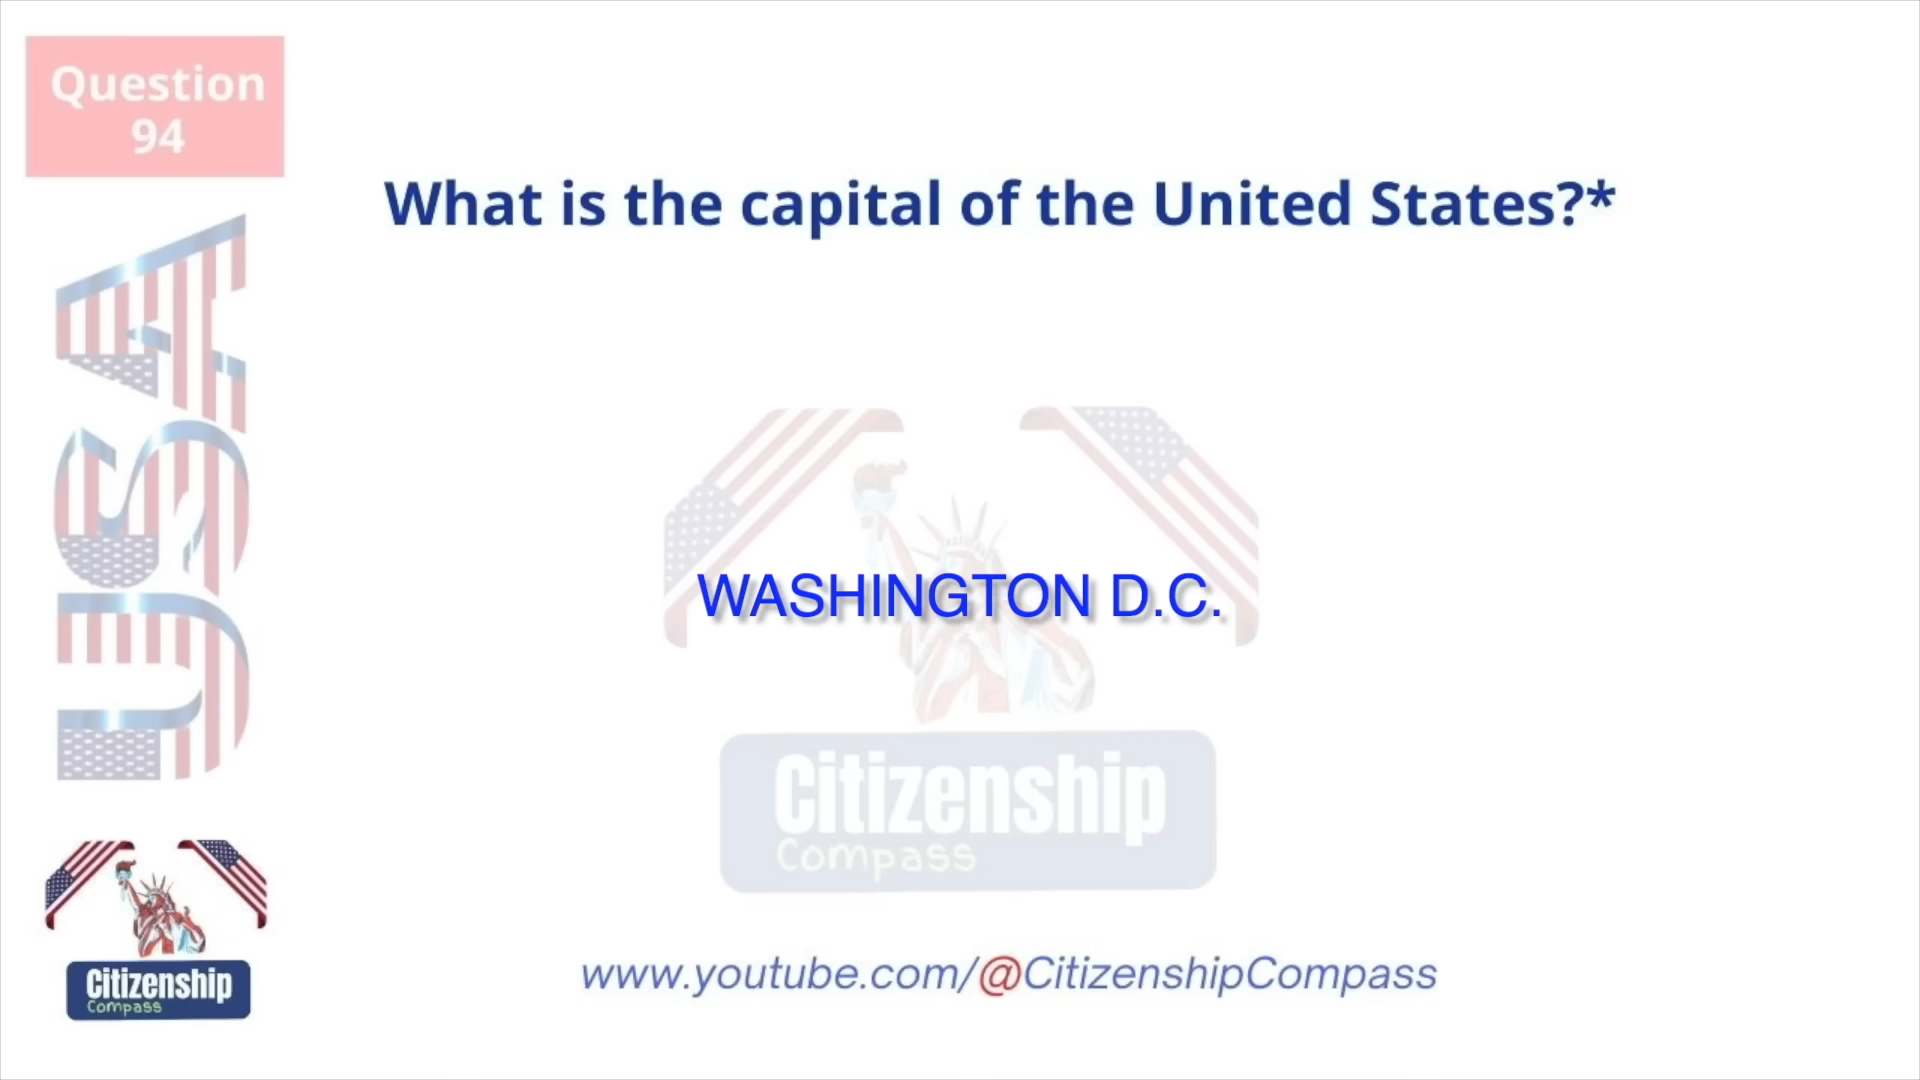 Question
94
What is the capital of the United States?*
WASHINGTON D.C.
Citizenship
Compass
Citizenship
Compass
www.youtube.com/@CitizenshipCompass
USA